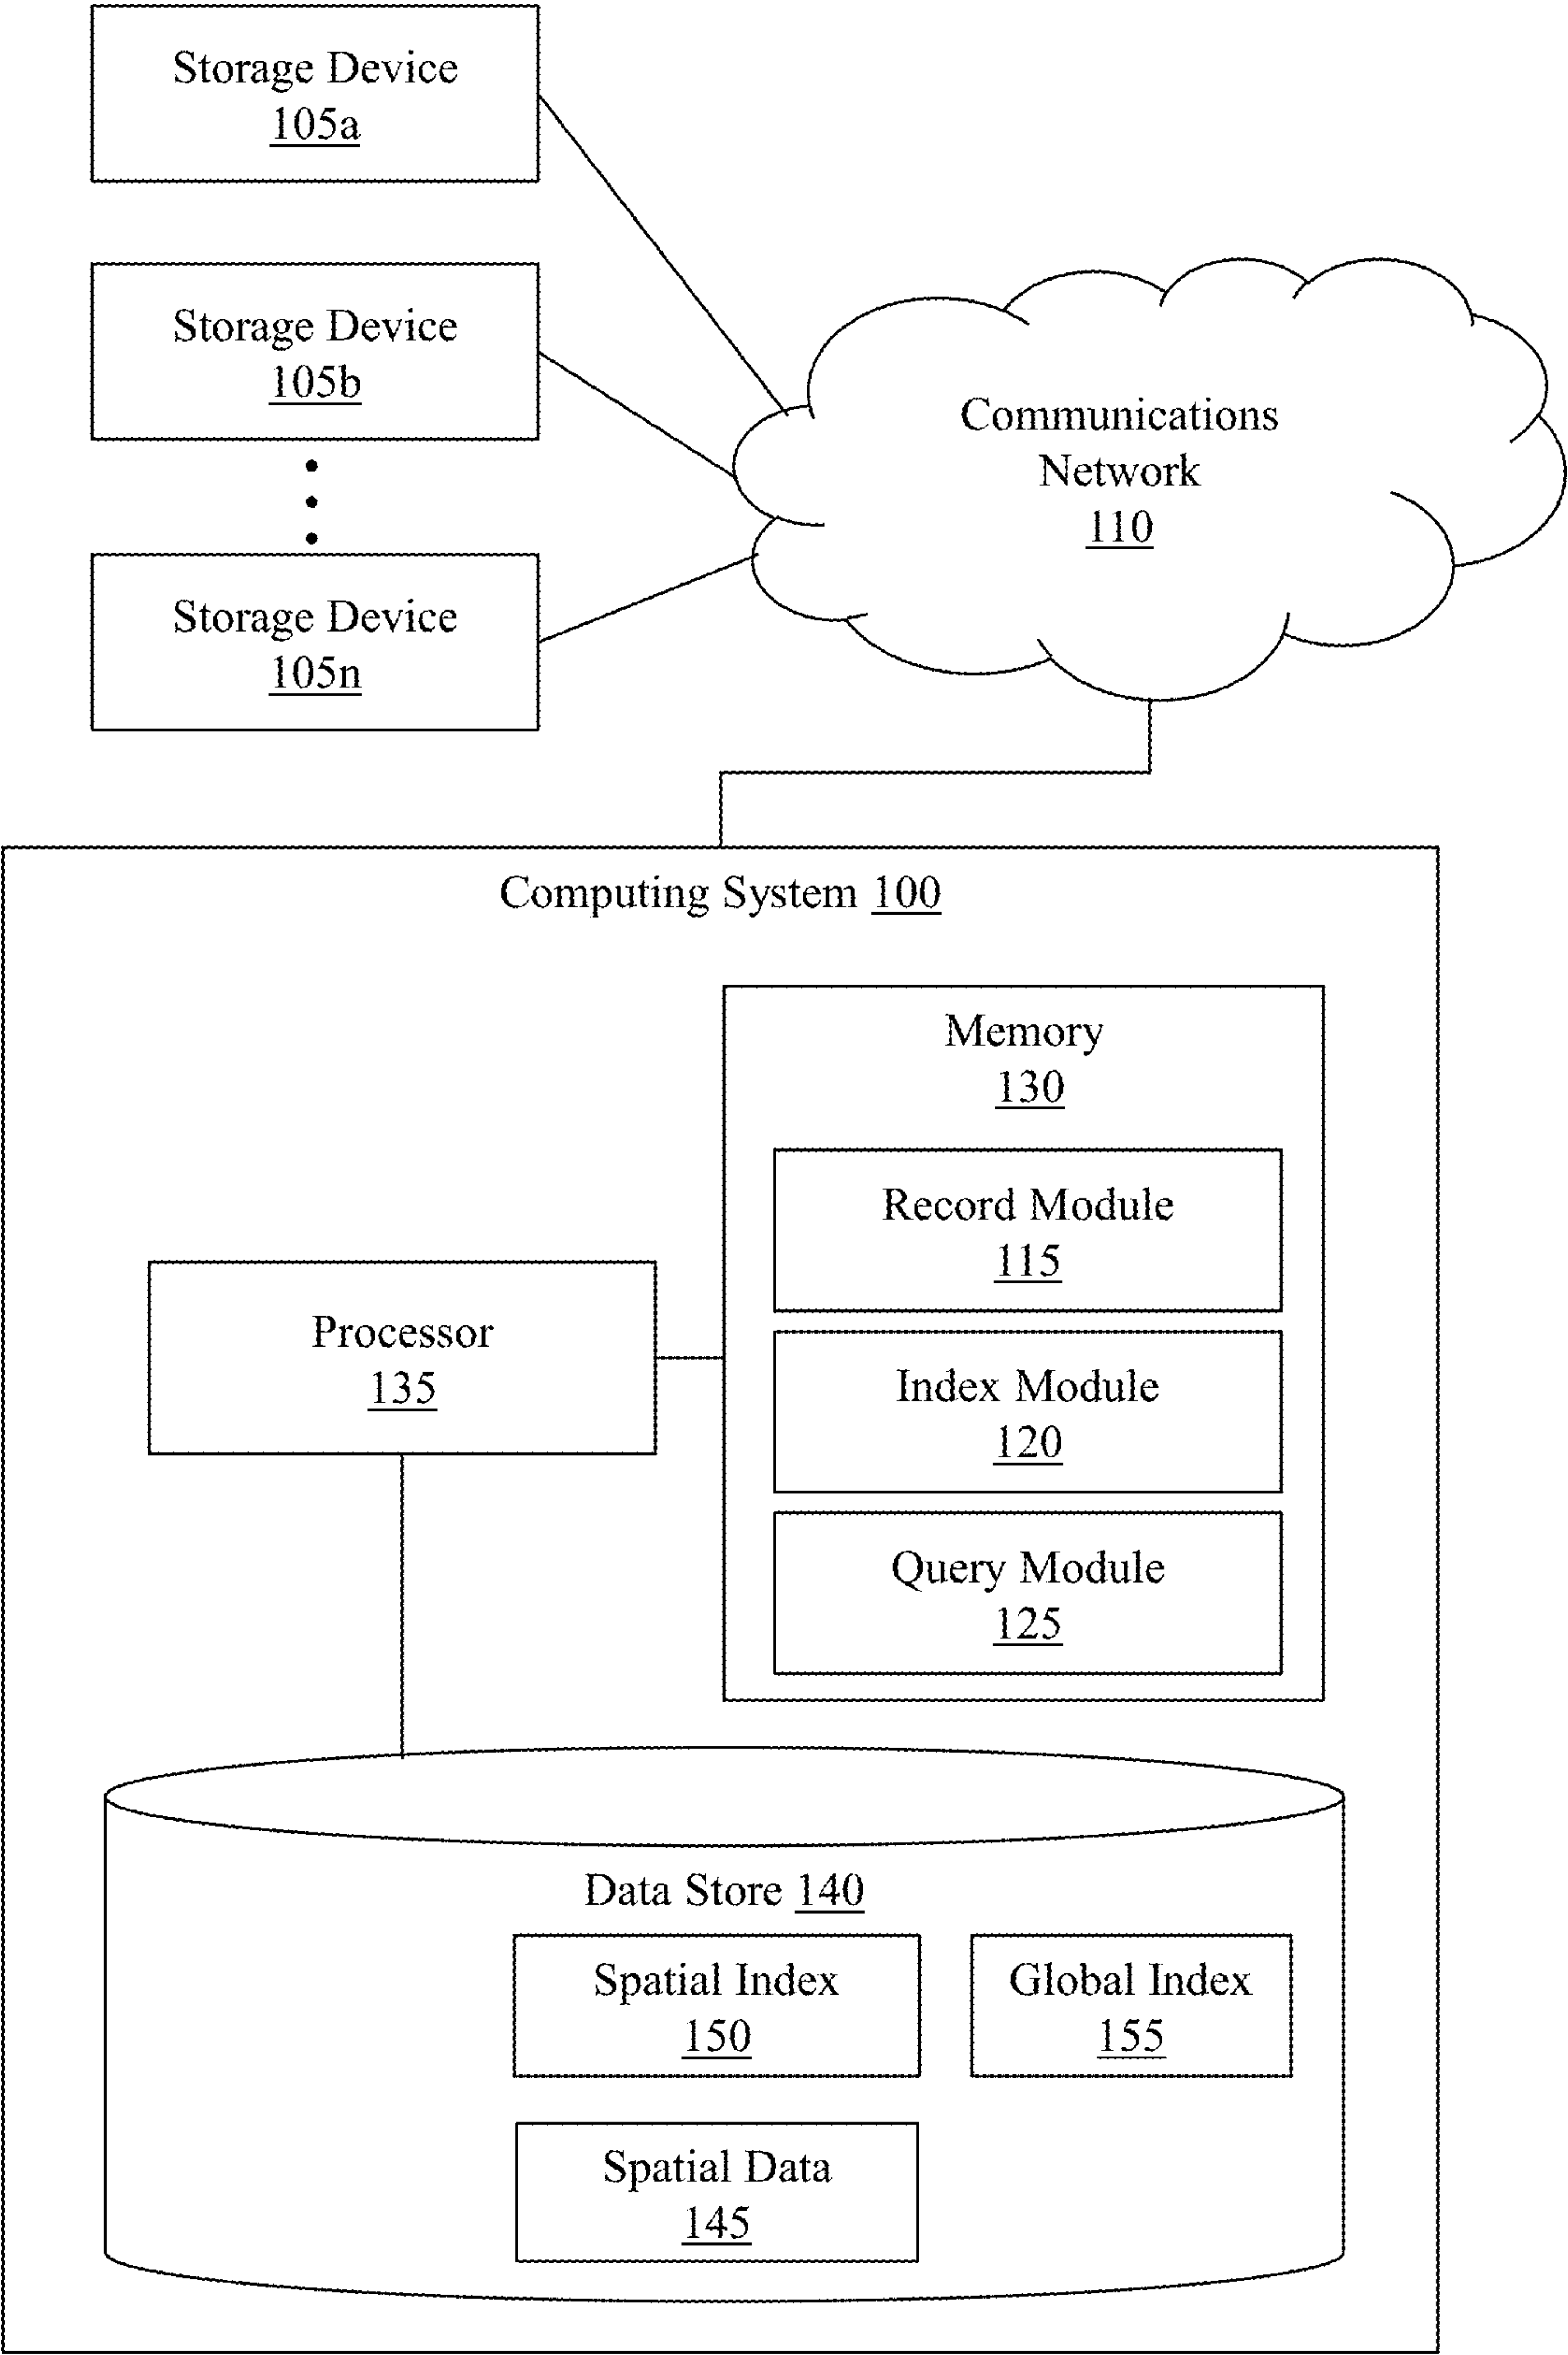 Storage Device
105a
Storage Device
105b
Storage Device
105n
Communications
Network
110
Computing System 100
Memory
130
Record Module
115
Index Module
120
Query Module
125
Processor
135
Data Store 140
Spatial Index
150
Global Index
155
Spatial Data
145